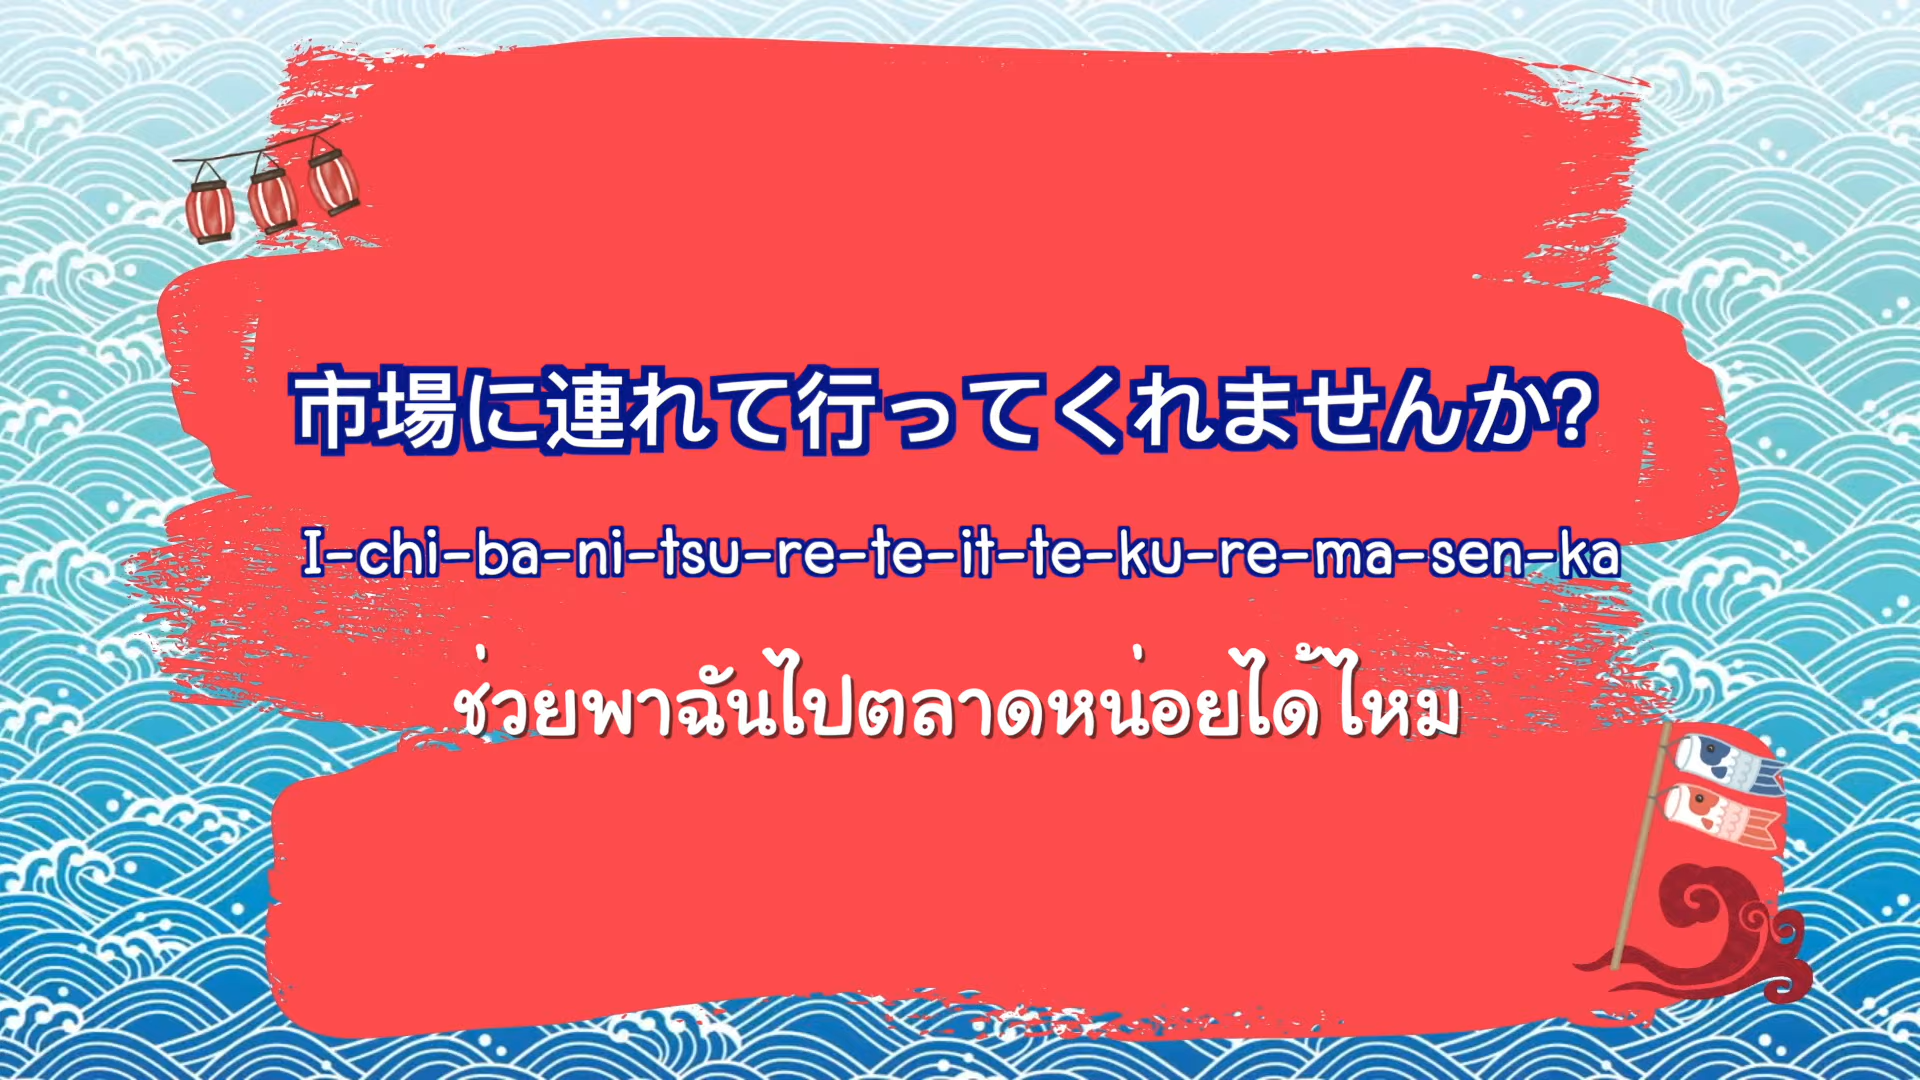 市場に連れて行ってくれませんか?
I-chi-ba-ni-tsu-re-te-it-te-ku-re-ma-sen-ka
ช่วยพาฉันไปตลาดหน่อยได้ไหม